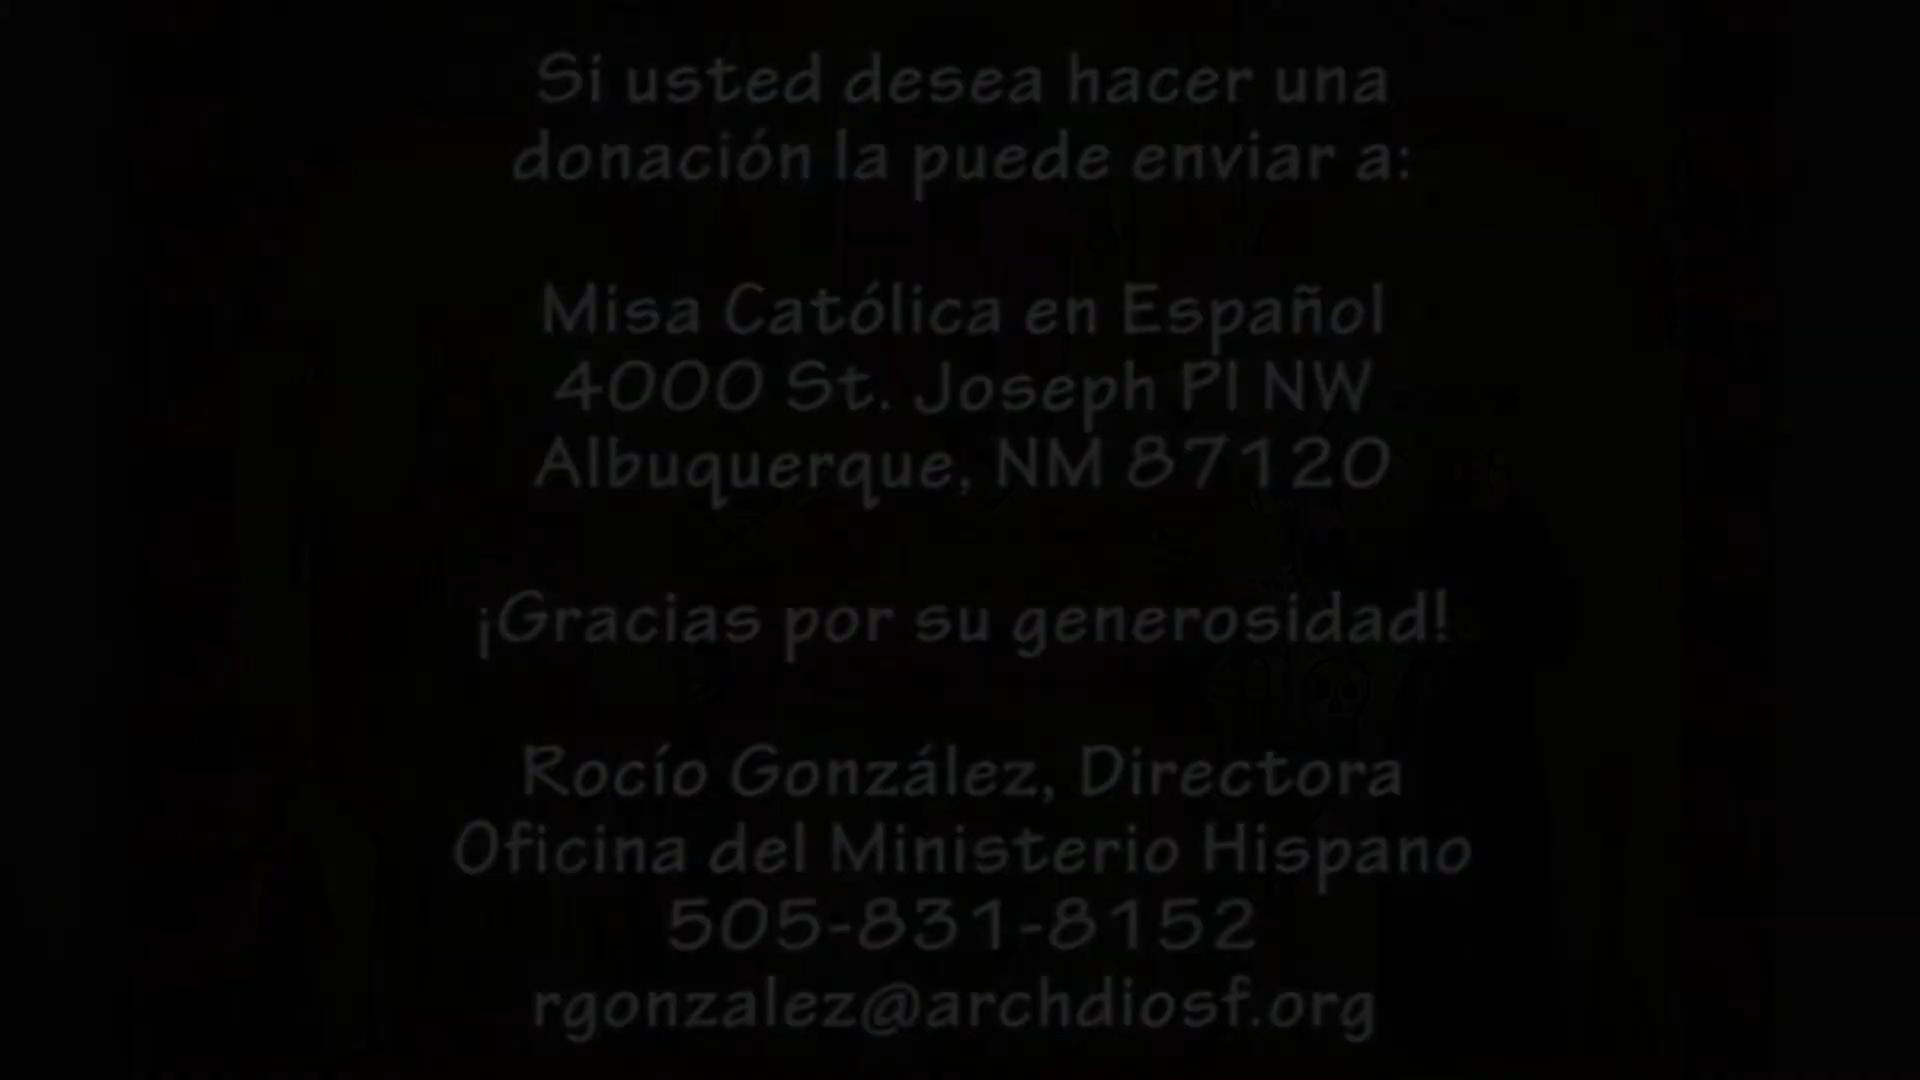 Si usted desea hacer una
donación la puede enviar a:
Misa Católica en Español
4000 St. Joseph Pl NW
Albuquerque, NM 87120
¡Gracias por su generosidad!
Rocío González, Directora
Oficina del Ministerio Hispano
505-831-8152
rgonzalez@archdiosf.org